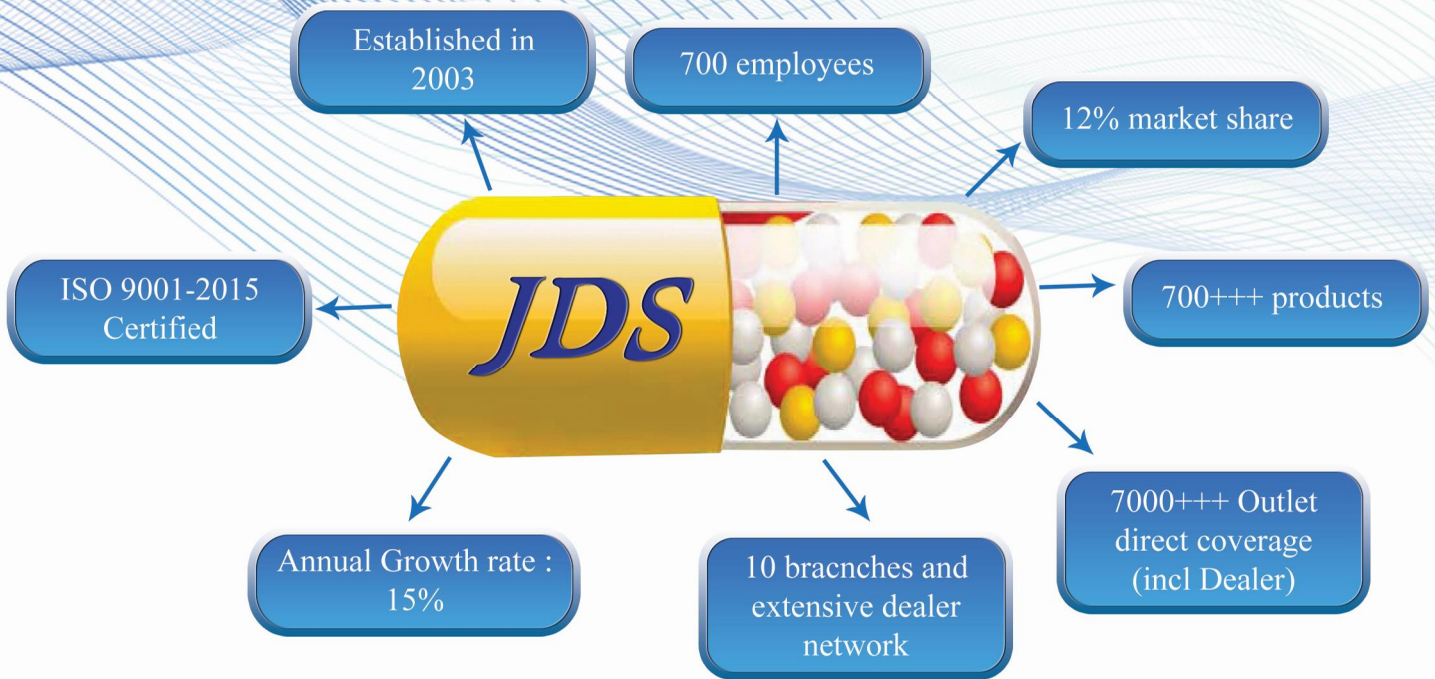 Established in
2003
700 employees
12% market share
ISO 9001-2015
Certified
JDS
700+++ products
7000+++ Outlet
direct coverage
(incl Dealer)
Annual Growth rate :
15%
10 bracnches and
extensive dealer
network